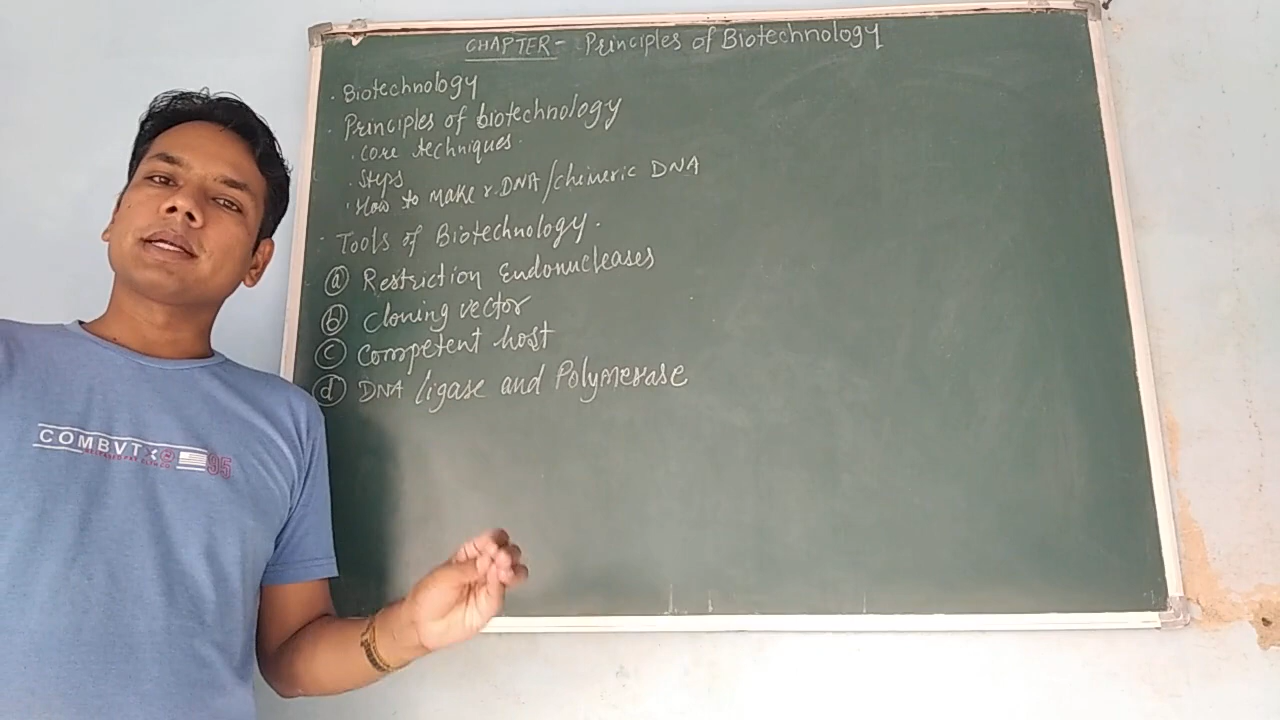 CHAPTER- Principles of Biotechnology
. Biotechnology
. Principles of biotechnology
. core techniques.
. Steps
. How to make r.DNA/chimeric DNA
- Tools of Biotechnology.
ⓐ Restriction Endonucleases
ⓑ cloning vector
ⓒ competent host
ⓓ DNA ligase and Polymerase
COMBVT
95